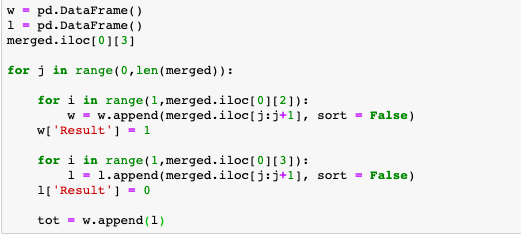 w = pd.DataFrame()
l = pd.DataFrame()
merged.iloc[0][3]
for j in range(0,len(merged)):
    for i in range(1,merged.iloc[0][2]):
        w = w.append(merged.iloc[j:j+1], sort = False)
    w['Result'] = 1
    for i in range(1,merged.iloc[0][3]):
        l = l.append(merged.iloc[j:j+1], sort = False)
    l['Result'] = 0
    tot = w.append(l)